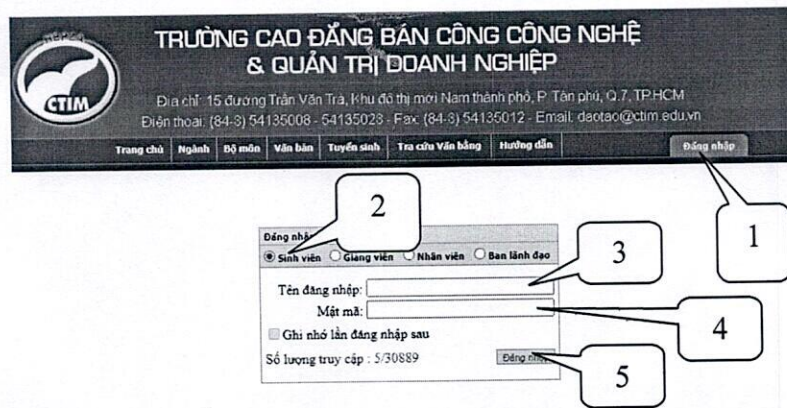 CTIM
TRƯỜNG CAO ĐẲNG BÁN CÔNG CÔNG NGHỆ
& QUẢN TRỊ DOANH NGHIỆP
Địa chỉ: 15 đường Trần Văn Trà, Khu đô thị mới Nam thành phố, P. Tân phú, Q.7, TP.HCM
Điện thoại: (84-8) 54135008 - 54135023 - Fax: (84-8) 54135012 - Email: daotao@ctim.edu.vn
Trang chủ Ngành Bộ môn Văn bản Tuyển sinh Tra cứu Văn bằng Hướng dẫn Đăng nhập
1
2
Đăng nhập
Sinh viên Giảng viên Nhân viên Ban lãnh đạo
3
Tên đăng nhập:
Mật mã:
4
Ghi nhớ lần đăng nhập sau
Số lượng truy cập : 5/30889 Đăng nhập
5